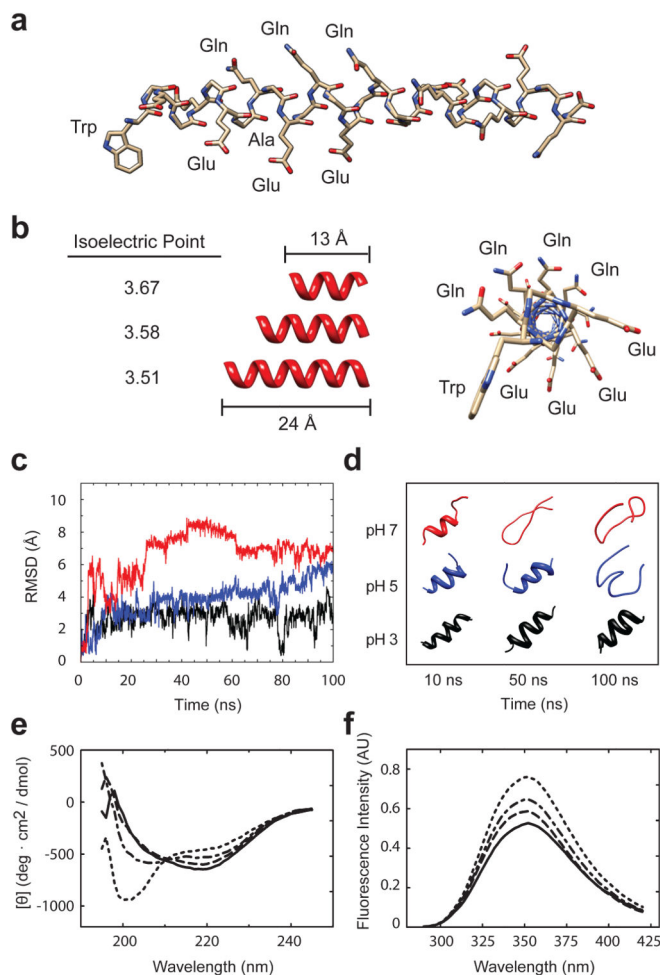 a
Gln
Gln
Gln
Trp
Glu
Ala
Glu
Glu
b
Isoelectric Point
13 Å
3.67
3.58
3.51
24 Å
Gln
Gln
Gln
Gln
Glu
Trp
Glu
Glu
Glu
c
10
8
6
4
2
0
RMSD (Å)
0
20
40
60
80
100
Time (ns)
d
pH 7
pH 5
pH 3
10 ns
50 ns
100 ns
Time (ns)
e
500
0
-500
-1000
[θ] (deg · cm2 / dmol)
200
220
240
Wavelength (nm)
f
0.8
0.6
0.4
0.2
0
Fluorescence Intensity (AU)
300
325
350
375
400
425
Wavelength (nm)